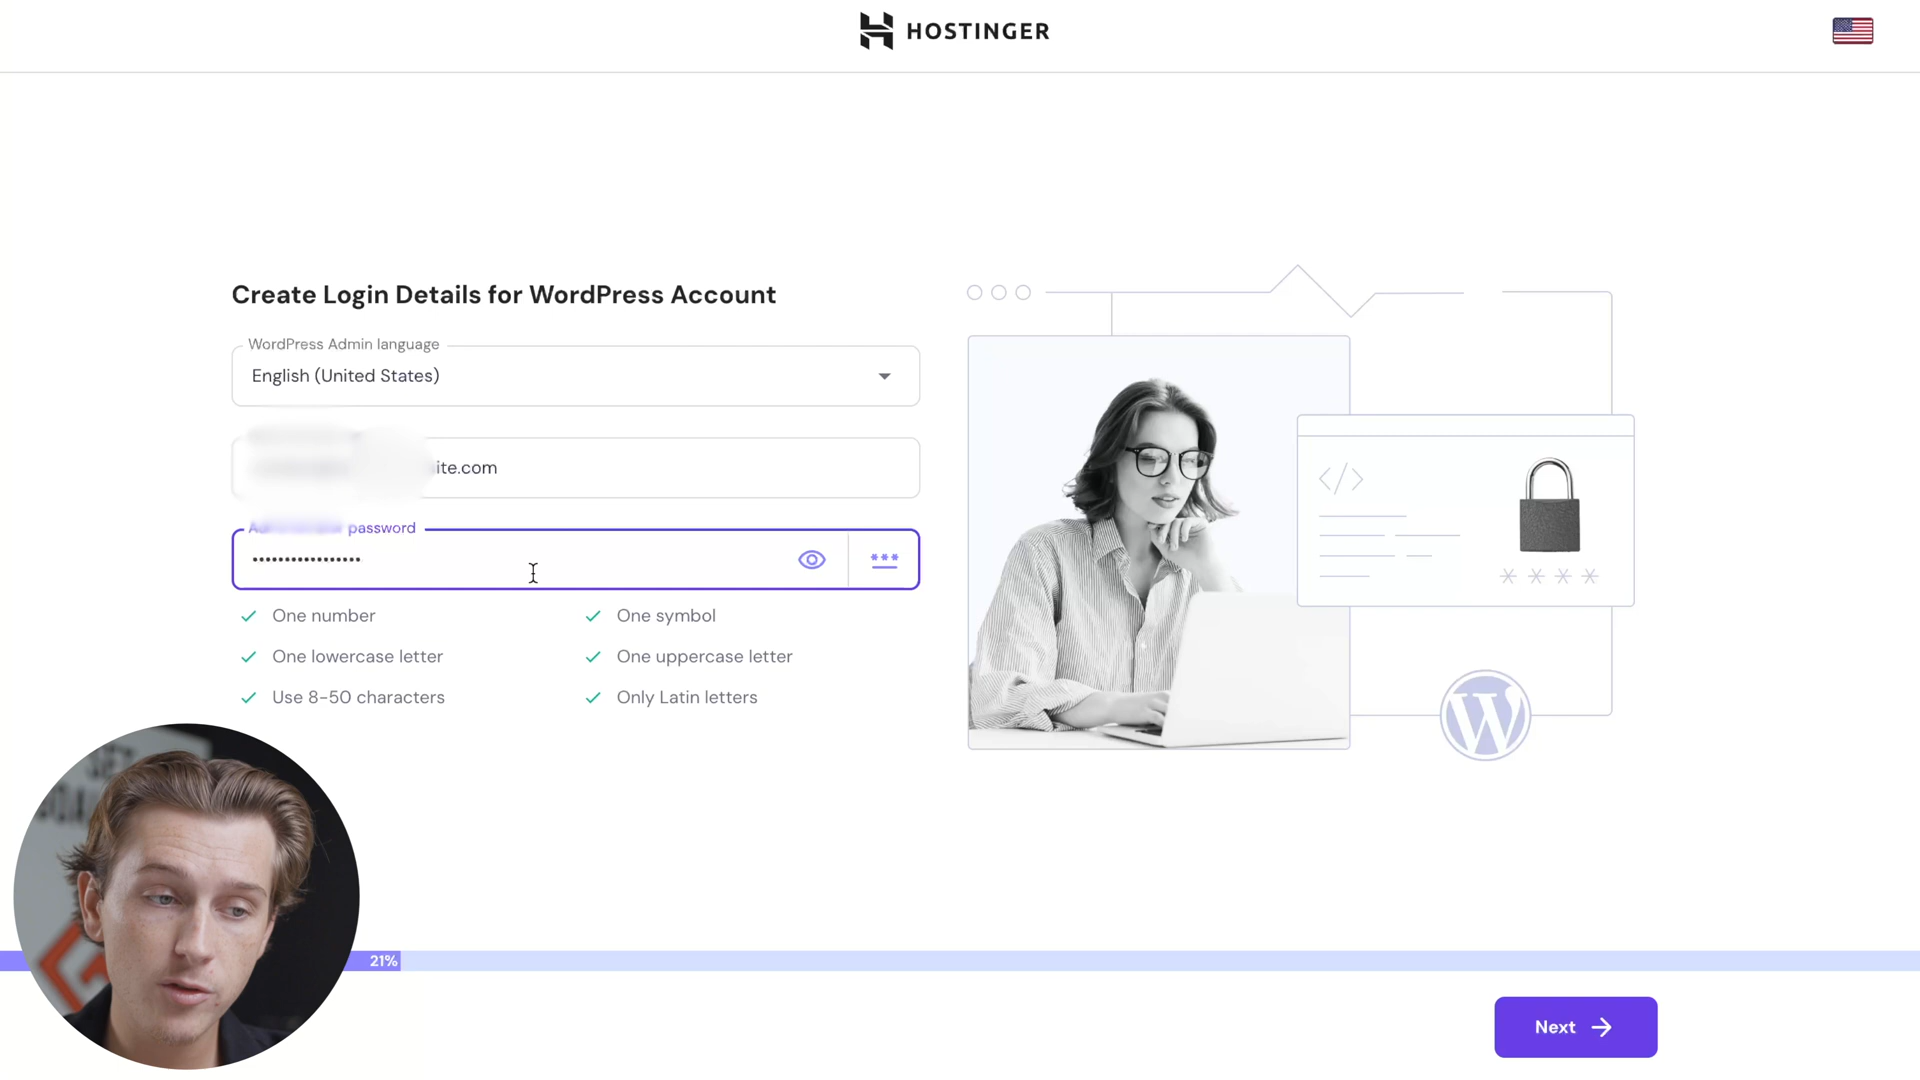 HOSTINGER
Create Login Details for WordPress Account
WordPress Admin language
English (United States)
ite.com
password
•••••••••••••••••
***
One number
One symbol
One lowercase letter
One uppercase letter
Use 8-50 characters
Only Latin letters
</>
W
21%
Next →